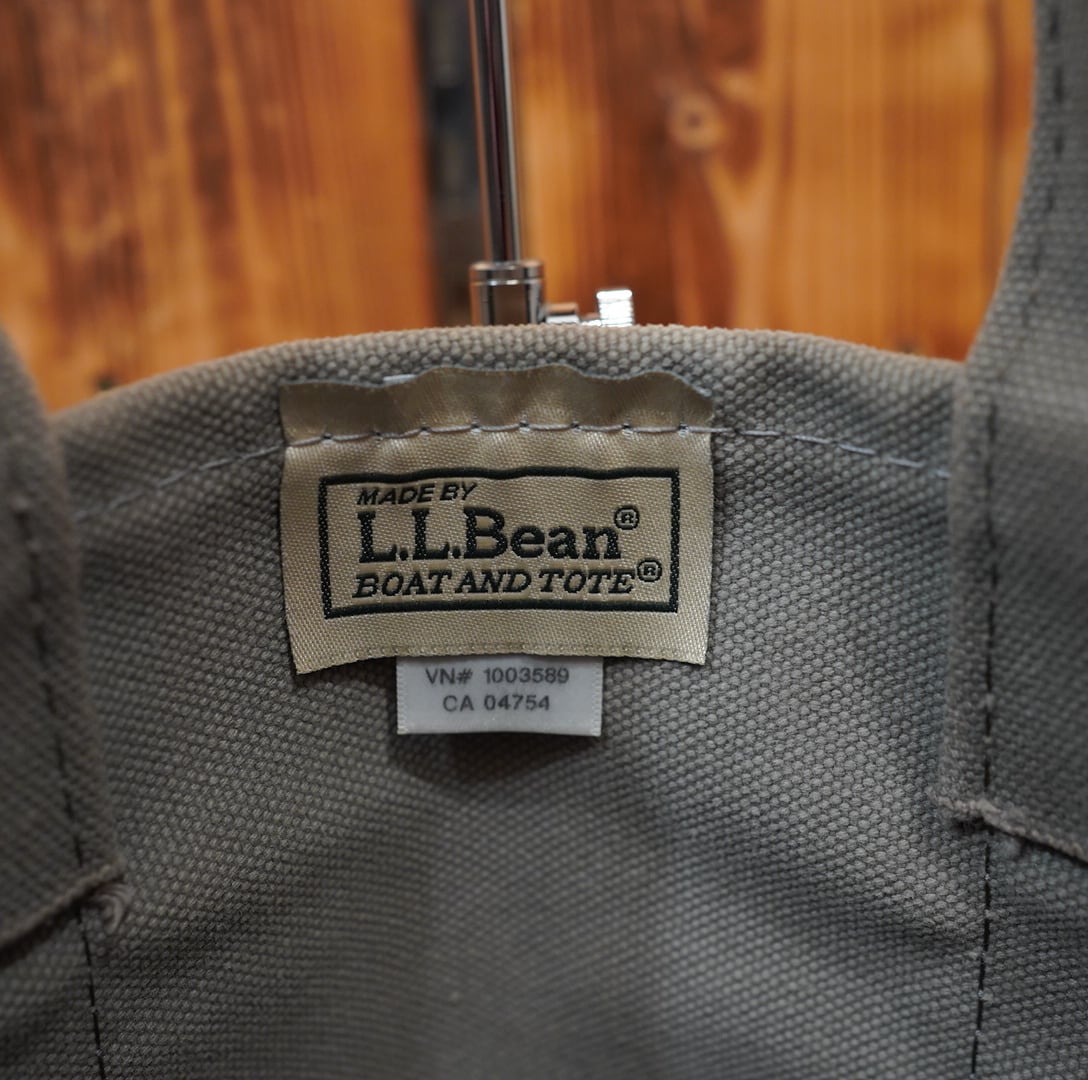 MADE BY
L.L.Bean®
BOAT AND TOTE®
VN# 1003589
CA 04754